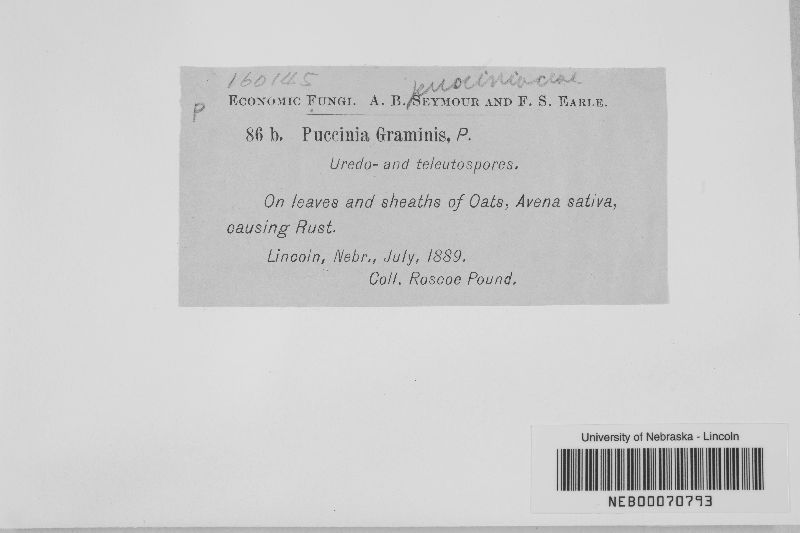 160145 Pucciniaceae
P
Economic Fungi. A. B. Seymour and F. S. Earle.
86 b. Puccinia Graminis, P.
Uredo- and teleutospores.
On leaves and sheaths of Oats, Avena sativa,
causing Rust.
Lincoln, Nebr., July, 1889.
Coll. Roscoe Pound.
University of Nebraska - Lincoln
NEB00070793